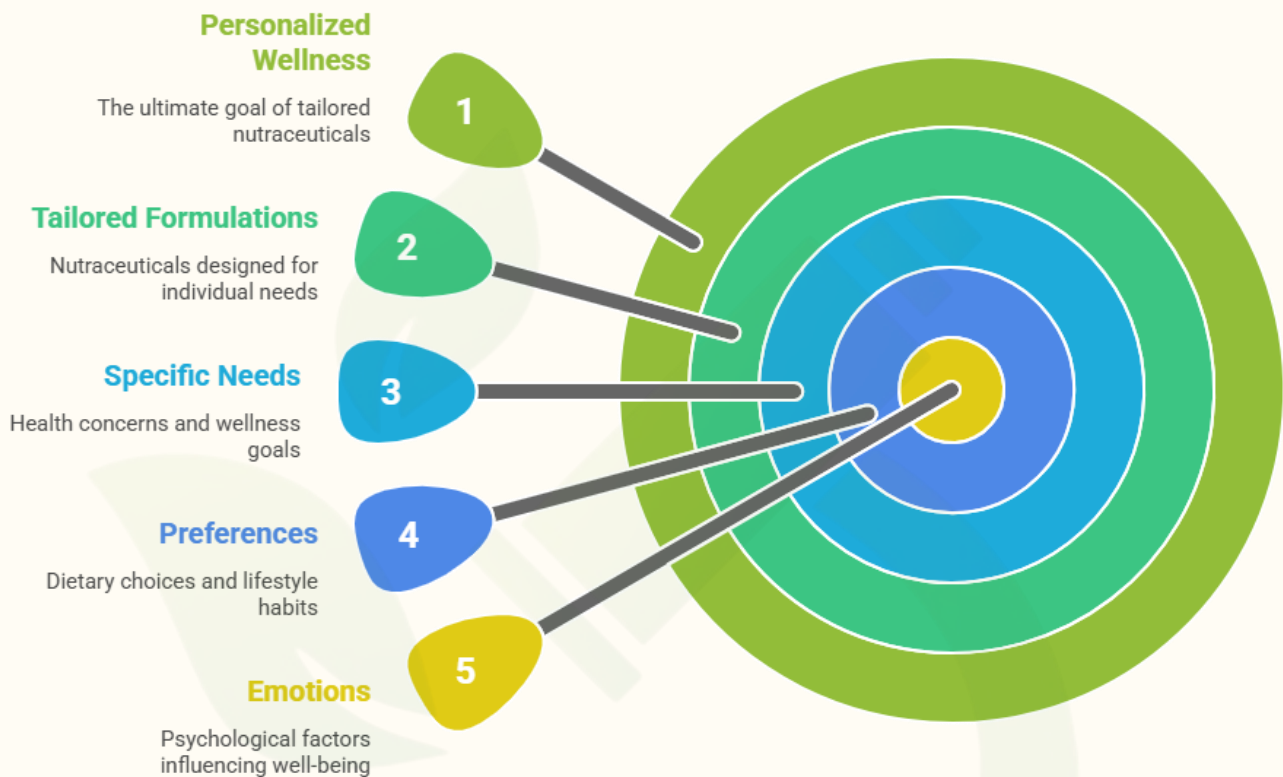 Personalized
Wellness
The ultimate goal of tailored
nutraceuticals
1
Tailored Formulations
Nutraceuticals designed for
individual needs
2
Specific Needs
Health concerns and wellness
goals
3
Preferences
Dietary choices and lifestyle
habits
4
Emotions
Psychological factors
influencing well-being
5